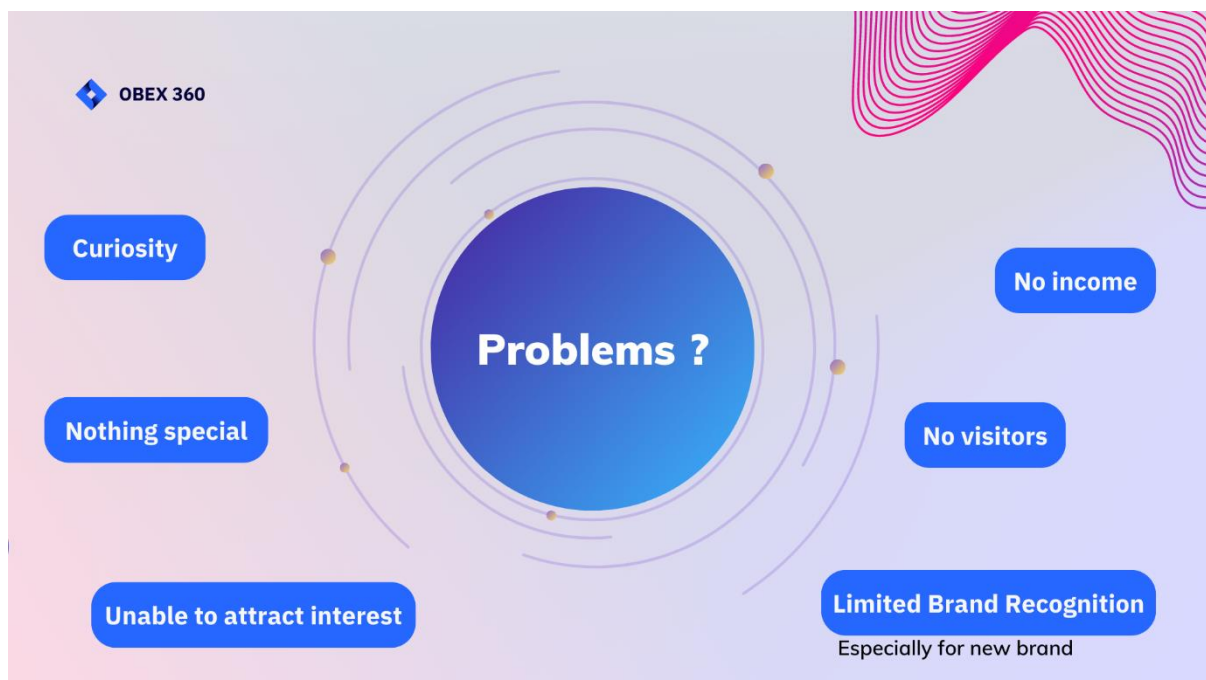 OBEX 360
Curiosity
No income
Problems ?
Nothing special
No visitors
Unable to attract interest
Limited Brand Recognition
Especially for new brand